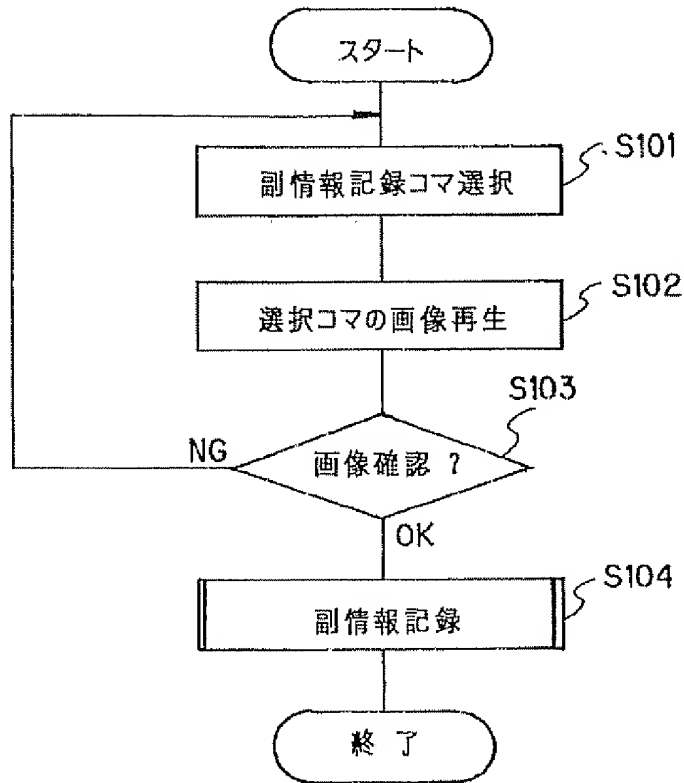 スタート
副情報記録コマ選択
S101
選択コマの画像再生
S102
画像確認 ?
S103
NG
OK
副情報記録
S104
終了